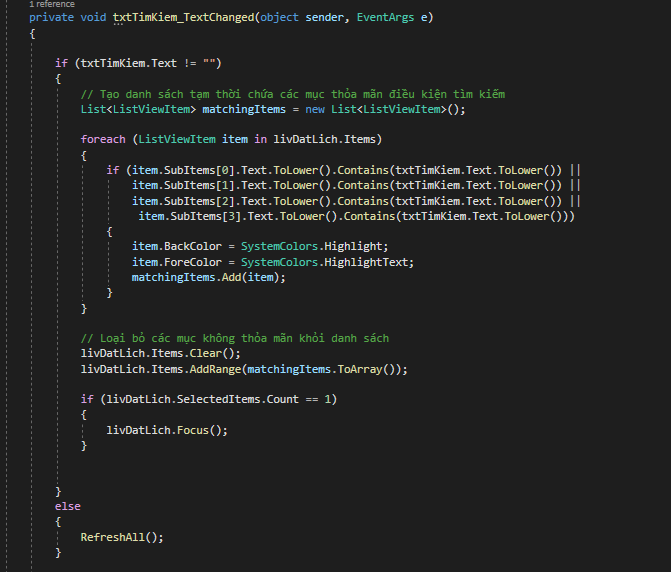 1 reference
private void txtTimKiem_TextChanged(object sender, EventArgs e)
{
if (txtTimKiem.Text != "")
{
// Tạo danh sách tạm thời chứa các mục thỏa mãn điều kiện tìm kiếm
List<ListViewItem> matchingItems = new List<ListViewItem>();
foreach (ListViewItem item in livDatLich.Items)
{
if (item.SubItems[0].Text.ToLower().Contains(txtTimKiem.Text.ToLower()) ||
item.SubItems[1].Text.ToLower().Contains(txtTimKiem.Text.ToLower()) ||
item.SubItems[2].Text.ToLower().Contains(txtTimKiem.Text.ToLower()) ||
item.SubItems[3].Text.ToLower().Contains(txtTimKiem.Text.ToLower()))
{
item.BackColor = SystemColors.Highlight;
item.ForeColor = SystemColors.HighlightText;
matchingItems.Add(item);
}
}
// Loại bỏ các mục không thỏa mãn khỏi danh sách
livDatLich.Items.Clear();
livDatLich.Items.AddRange(matchingItems.ToArray());
if (livDatLich.SelectedItems.Count == 1)
{
livDatLich.Focus();
}
}
else
{
RefreshAll();
}